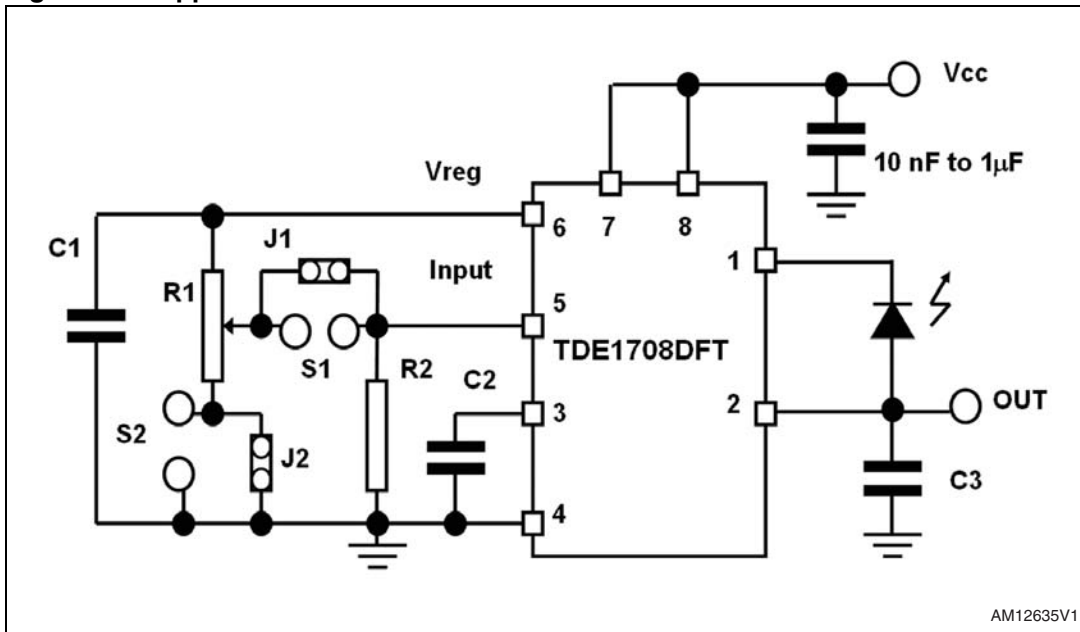 Vcc
10 nF to 1µF
Vreg
6
7
8
C1
J1
Input
1
R1
5
S1
TDE1708DFT
R2
C2
3
2
OUT
S2
J2
C3
4
AM12635V1